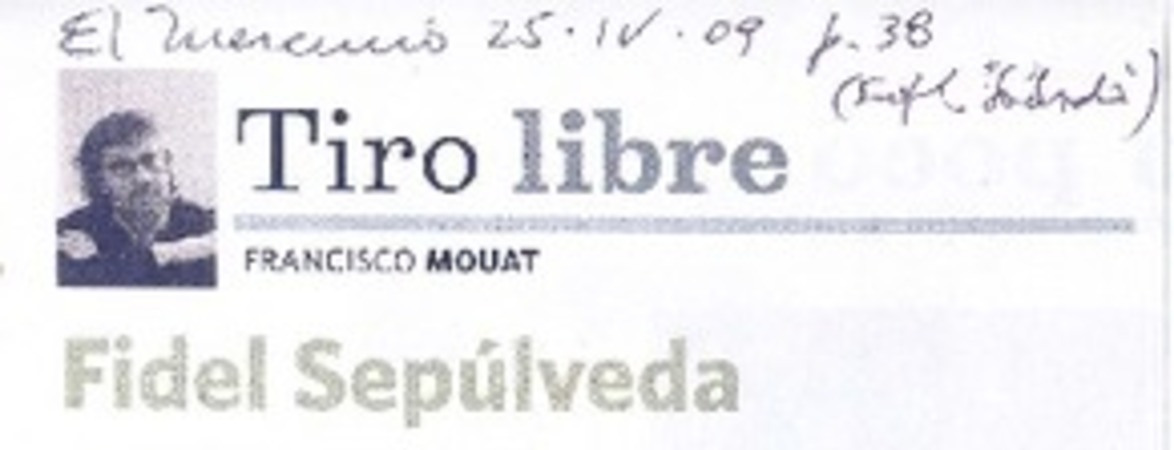 El Mercurio 25·IV·09 p. 38
Tiro libre
FRANCISCO MOUAT
Fidel Sepúlveda